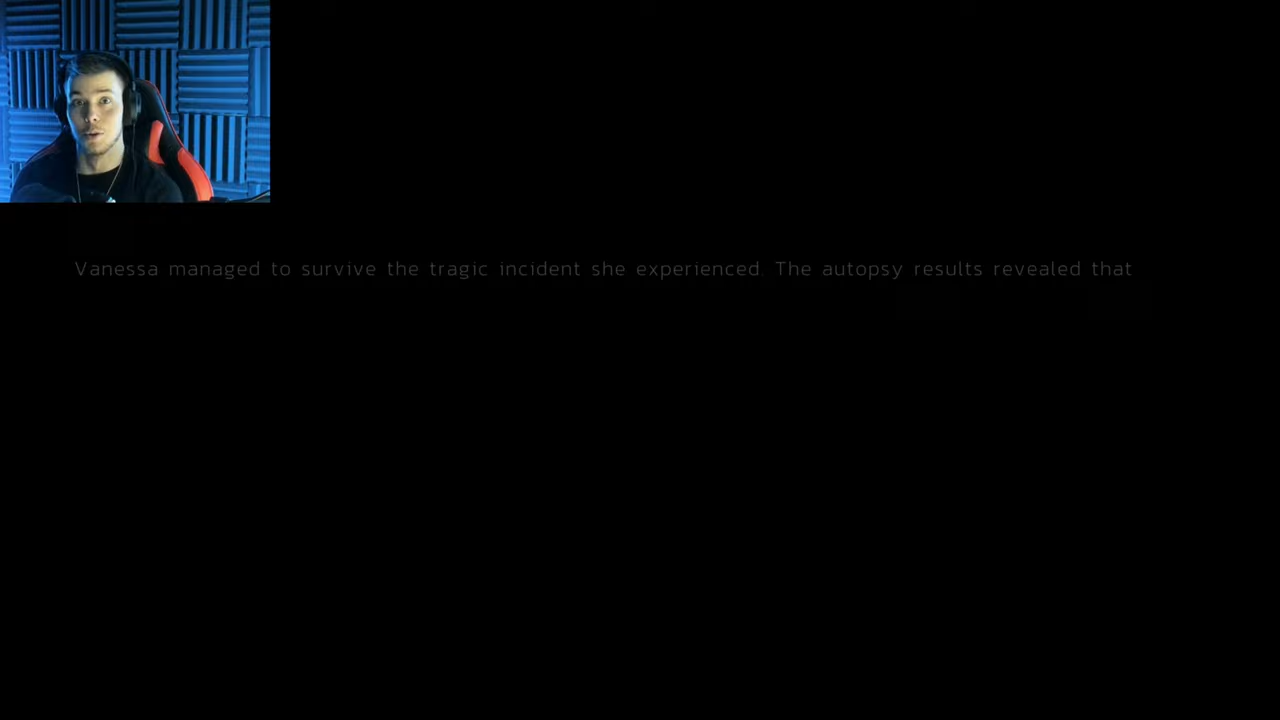 Vanessa managed to survive the tragic incident she experienced. The autopsy results revealed that